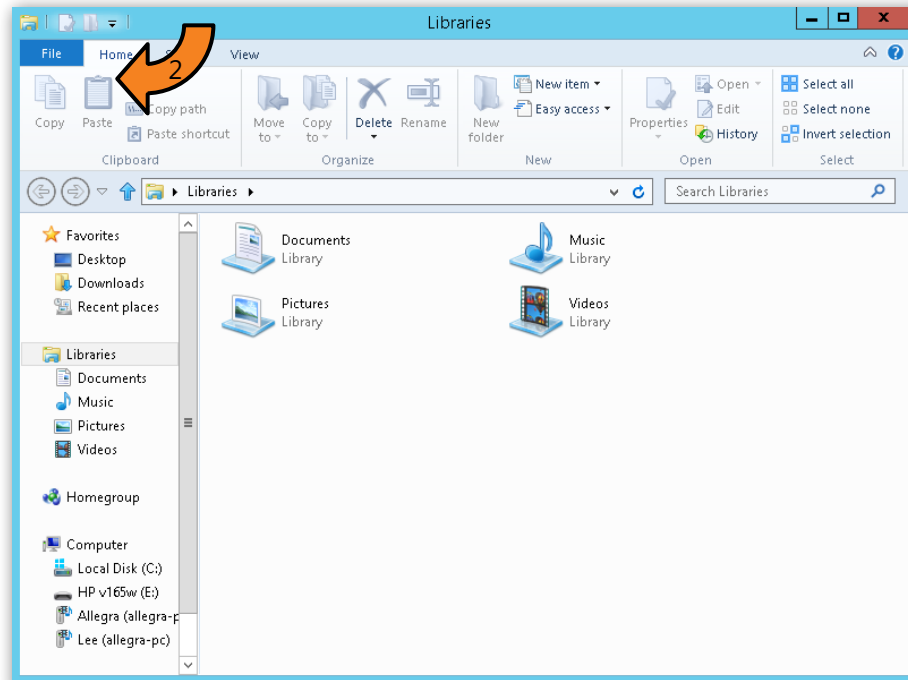 Libraries
File Home S View
2
Copy Paste Copy path
Paste shortcut
Move to Copy to Delete Rename
New folder
New item
Easy access
Properties
Open
Edit
History
Select all
Select none
Invert selection
Clipboard Organize New Open Select
Libraries
Search Libraries
Favorites
Desktop
Downloads
Recent places
Libraries
Documents
Music
Pictures
Videos
Homegroup
Computer
Local Disk (C:)
HP v165w (E:)
Allegra (allegra-p
Lee (allegra-pc)
Documents
Library
Music
Library
Pictures
Library
Videos
Library